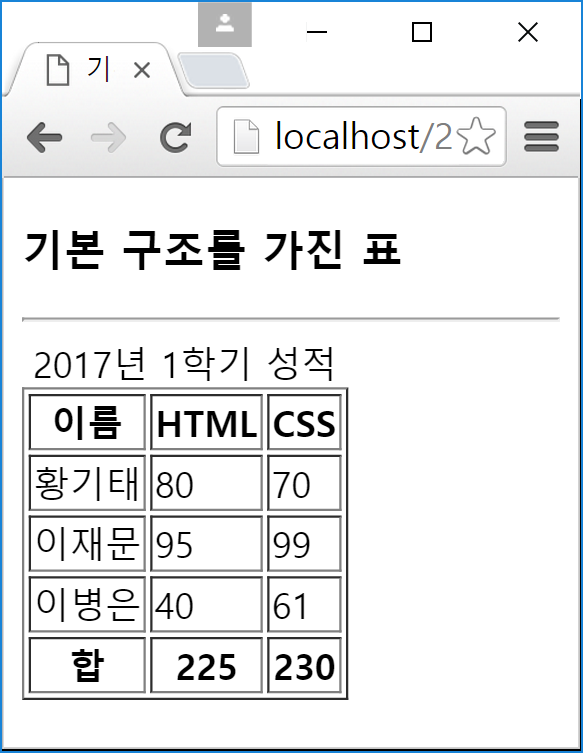 기
localhost/2
기본 구조를 가진 표
2017년 1학기 성적
이름 HTML CSS
황기태 80 70
이재문 95 99
이병은 40 61
합 225 230